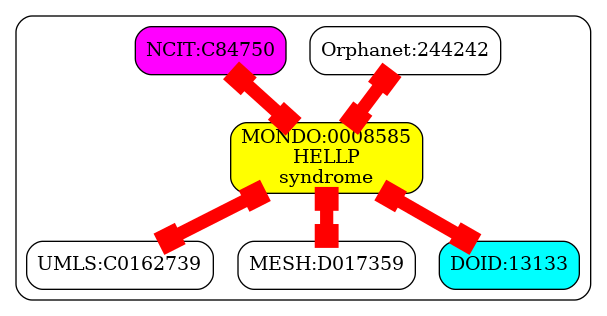 NCIT:C84750
Orphanet:244242
MONDO:0008585
HELLP
syndrome
UMLS:C0162739
MESH:D017359
DOID:13133